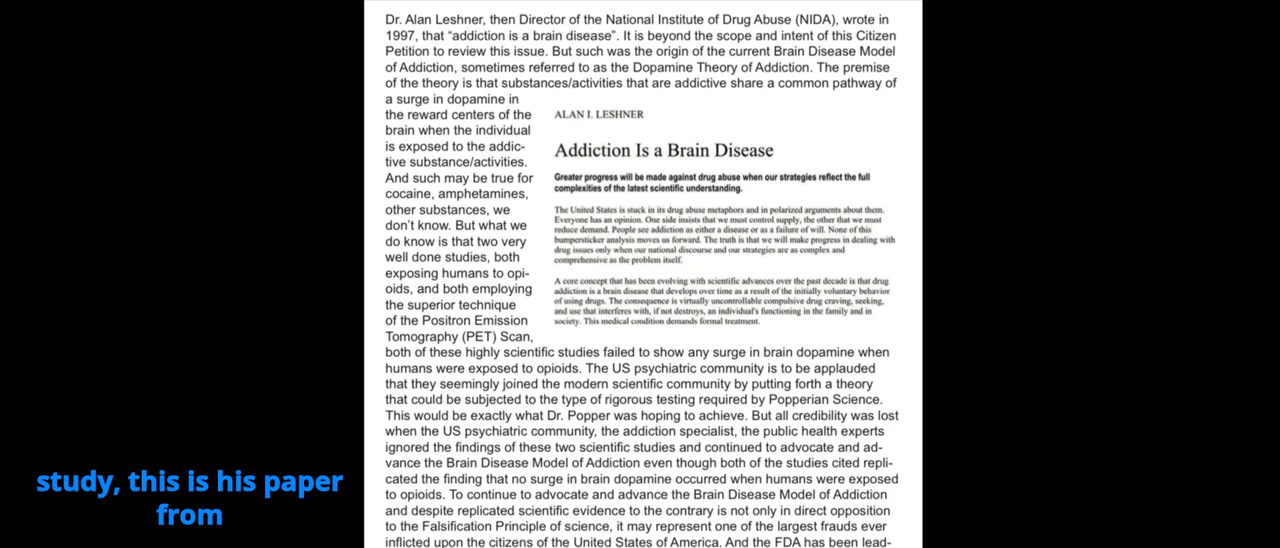 Dr. Alan Leshner, then Director of the National Institute of Drug Abuse (NIDA), wrote in
1997, that “addiction is a brain disease”. It is beyond the scope and intent of this Citizen
Petition to review this issue. But such was the origin of the current Brain Disease Model
of Addiction, sometimes referred to as the Dopamine Theory of Addiction. The premise
of the theory is that substances/activities that are addictive share a common pathway of
a surge in dopamine in
the reward centers of the
brain when the individual
is exposed to the addic-
tive substance/activities.
And such may be true for
cocaine, amphetamines,
other substances, we
don’t know. But what we
do know is that two very
well done studies, both
exposing humans to opi-
oids, and both employing
the superior technique
of the Positron Emission
Tomography (PET) Scan,
ALAN I. LESHNER
Addiction Is a Brain Disease
Greater progress will be made against drug abuse when our strategies reflect the full
complexities of the latest scientific understanding.
The United States is stuck in its drug abuse metaphors and in polarized arguments about them.
Everyone has an opinion. One side insists that we must control supply, the other that we must
reduce demand. People see addiction as either a disease or as a failure of will. None of this
bumpersticker analysis moves us forward. The truth is that we will make progress in dealing with
drug issues only when our national discourse and our strategies are as complex and
comprehensive as the problem itself.
A core concept that has been evolving with scientific advances over the past decade is that drug
addiction is a brain disease that develops over time as a result of the initially voluntary behavior
of using drugs. The consequence is virtually uncontrollable compulsive drug craving, seeking,
and use that interferes with, if not destroys, an individual's functioning in the family and in
society. This medical condition demands formal treatment.
both of these highly scientific studies failed to show any surge in brain dopamine when
humans were exposed to opioids. The US psychiatric community is to be applauded
that they seemingly joined the modern scientific community by putting forth a theory
that could be subjected to the type of rigorous testing required by Popperian Science.
This would be exactly what Dr. Popper was hoping to achieve. But all credibility was lost
when the US psychiatric community, the addiction specialist, the public health experts
ignored the findings of these two scientific studies and continued to advocate and ad-
vance the Brain Disease Model of Addiction even though both of the studies cited repli-
cated the finding that no surge in brain dopamine occurred when humans were exposed
to opioids. To continue to advocate and advance the Brain Disease Model of Addiction
and despite replicated scientific evidence to the contrary is not only in direct opposition
to the Falsification Principle of science, it may represent one of the largest frauds ever
inflicted upon the citizens of the United States of America. And the FDA has been lead-
study, this is his paper
from